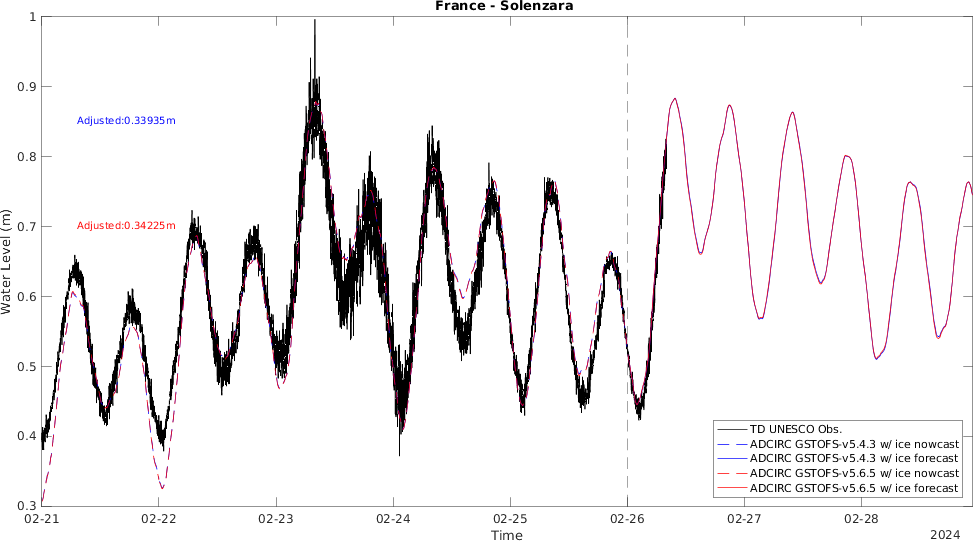 France - Solenzara
1
0.9
0.8
0.7
0.6
0.5
0.4
0.3
Water Level (m)
Adjusted:0.33935m
Adjusted:0.34225m
TD UNESCO Obs.
ADCIRC GSTOFS-v5.4.3 w/ ice nowcast
ADCIRC GSTOFS-v5.4.3 w/ ice forecast
ADCIRC GSTOFS-v5.6.5 w/ ice nowcast
ADCIRC GSTOFS-v5.6.5 w/ ice forecast
02-21 02-22 02-23 02-24 02-25 02-26 02-27 02-28
Time
2024